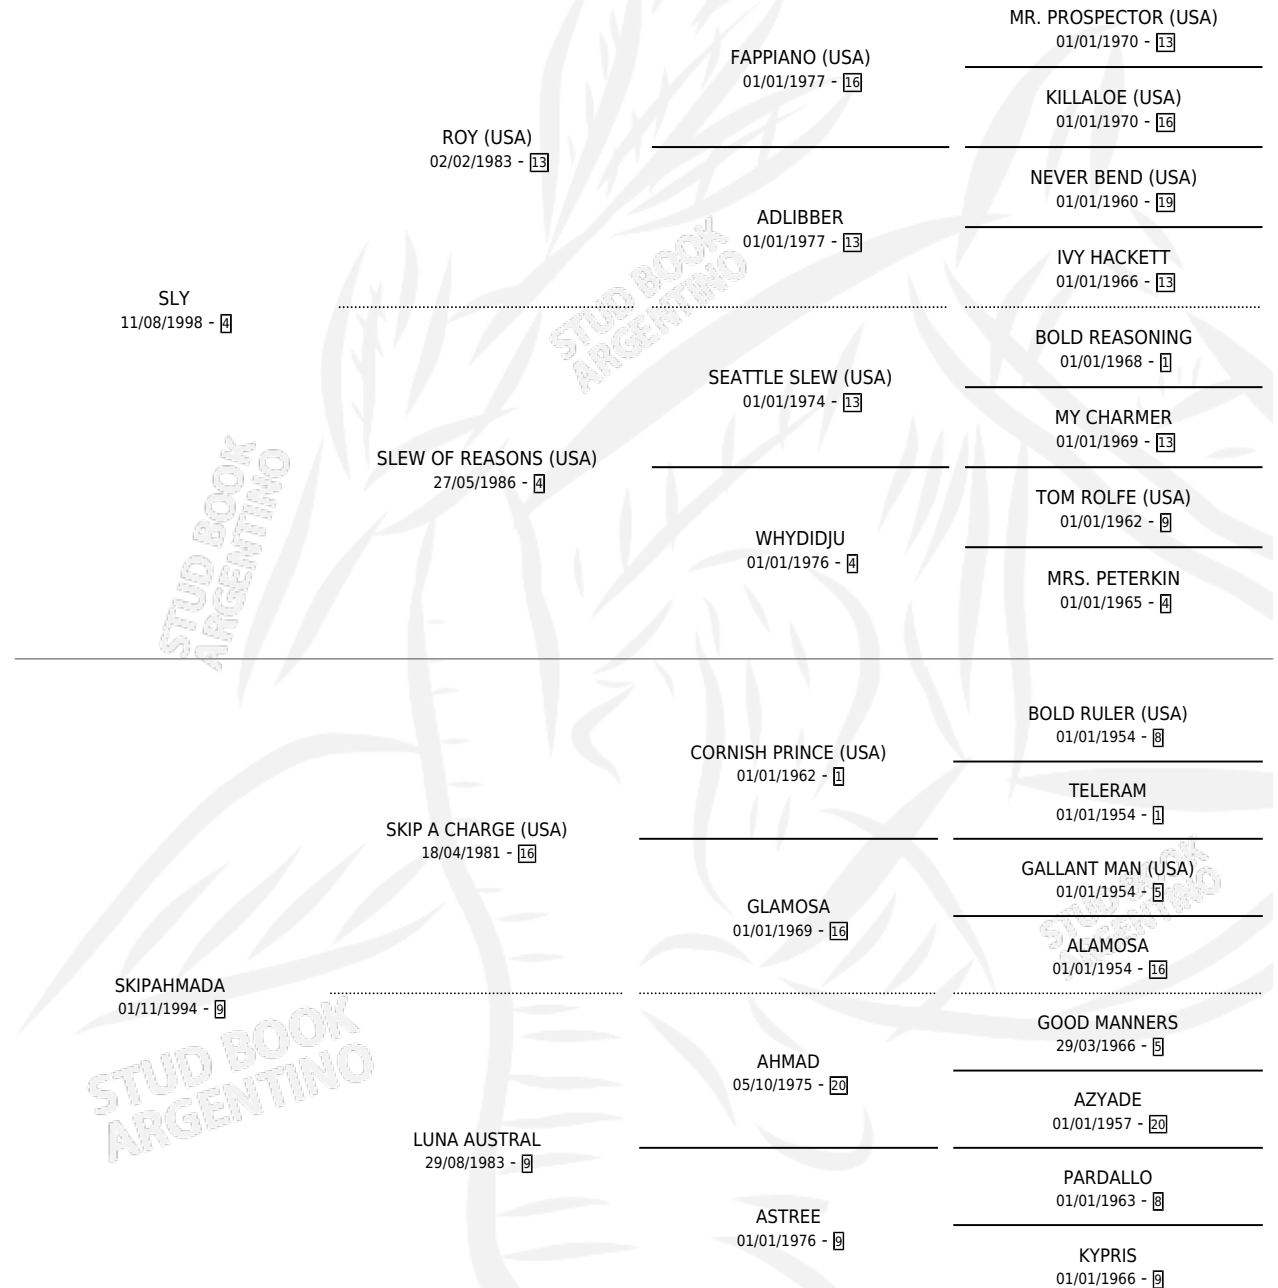 MR. PROSPECTOR (USA)
01/01/1970 - 13
FAPPIANO (USA)
01/01/1977 - 16
KILLALOE (USA)
01/01/1970 - 16
ROY (USA)
02/02/1983 - 13
NEVER BEND (USA)
01/01/1960 - 19
ADLIBBER
01/01/1977 - 13
IVY HACKETT
01/01/1966 - 13
SLY
11/08/1998 - 4
BOLD REASONING
01/01/1968 - 1
SEATTLE SLEW (USA)
01/01/1974 - 13
MY CHARMER
01/01/1969 - 13
SLEW OF REASONS (USA)
27/05/1986 - 4
TOM ROLFE (USA)
01/01/1962 - 9
WHYDIDJU
01/01/1976 - 4
MRS. PETERKIN
01/01/1965 - 4
BOLD RULER (USA)
01/01/1954 - 8
CORNISH PRINCE (USA)
01/01/1962 - 1
TELERAM
01/01/1954 - 1
SKIP A CHARGE (USA)
18/04/1981 - 16
GALLANT MAN (USA)
01/01/1954 - 5
GLAMOSA
01/01/1969 - 16
ALAMOSA
01/01/1954 - 16
SKIPAHMADA
01/11/1994 - 9
GOOD MANNERS
29/03/1966 - 5
AHMAD
05/10/1975 - 20
AZYADE
01/01/1957 - 20
LUNA AUSTRAL
29/08/1983 - 9
PARDALLO
01/01/1963 - 8
ASTREE
01/01/1976 - 9
KYPRIS
01/01/1966 - 9
STUD BOOK
ARGENTINO
STUD BOOK
ARGENTINO
STUD BOOK
ARGENTINO
STUD BOOK
ARGENTINO